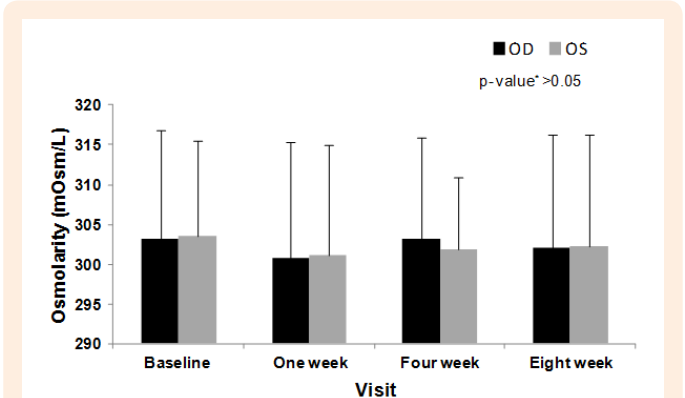 OD OS
p-value* >0.05
320
315
310
305
300
295
290
Osmolarity (mOsm/L)
Baseline One week Four week Eight week
Visit